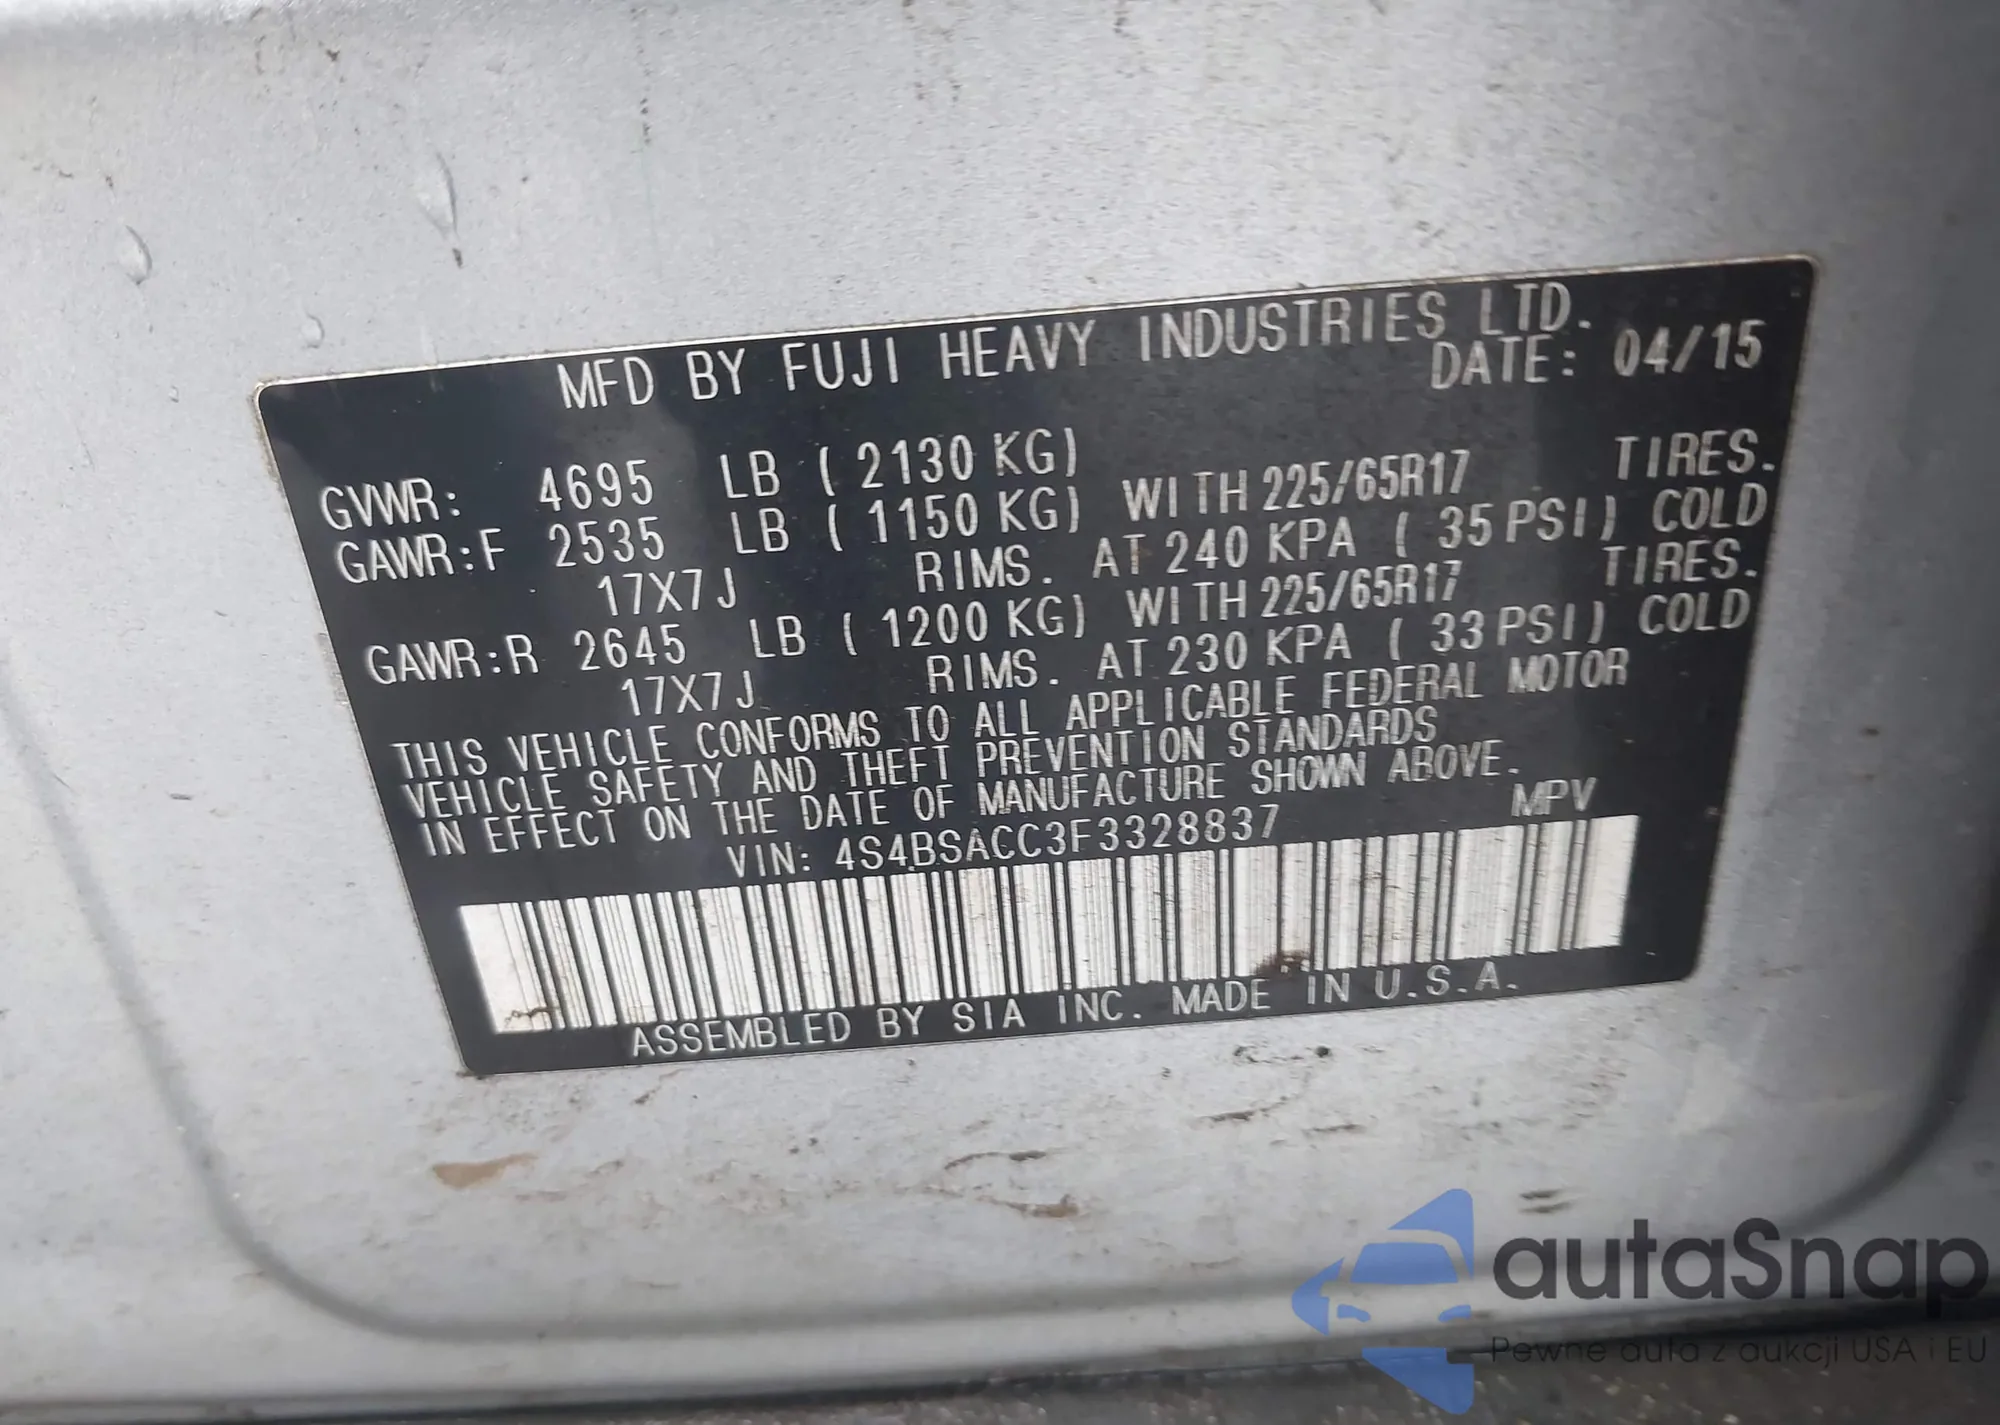 MFD BY FUJI HEAVY INDUSTRIES LTD.
DATE: 04/15
GVWR: 4695 LB ( 2130 KG)
GAWR:F 2535 LB ( 1150 KG) WITH 225/65R17 TIRES.
17X7J RIMS. AT 240 KPA ( 35 PSI) COLD
GAWR:R 2645 LB ( 1200 KG) WITH 225/65R17 TIRES.
17X7J RIMS. AT 230 KPA ( 33 PSI) COLD
THIS VEHICLE CONFORMS TO ALL APPLICABLE FEDERAL MOTOR
VEHICLE SAFETY AND THEFT PREVENTION STANDARDS
IN EFFECT ON THE DATE OF MANUFACTURE SHOWN ABOVE.
VIN: 4S4BSACC3F3328837 MPV
ASSEMBLED BY SIA INC. MADE IN U.S.A.
autaSnap
Pewne auta z aukcji USA i EU